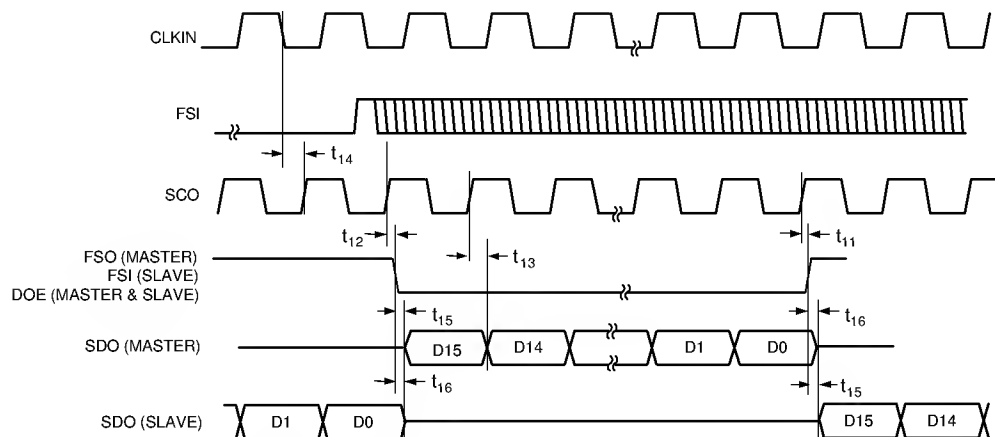 CLKIN
FSI
t14
SCO
t12
t11
FSO (MASTER)
FSI (SLAVE)
DOE (MASTER & SLAVE)
t13
t15
t16
SDO (MASTER)
D15
D14
D1
D0
t16
t15
SDO (SLAVE)
D1
D0
D15
D14